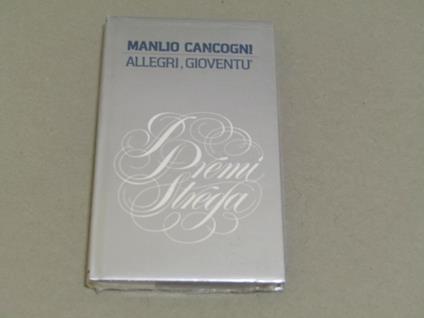 MANLIO CANCOGNI
ALLEGRI, GIOVENTU'
I
Premi
Strega